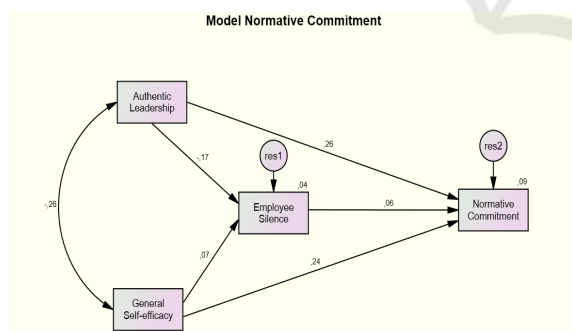 Model Normative Commitment
Authentic
Leadership
,26
res2
res1
-,17
,09
,04
Employee
Silence
,06
Normative
Commitment
-,26
,07
,24
General
Self-efficacy